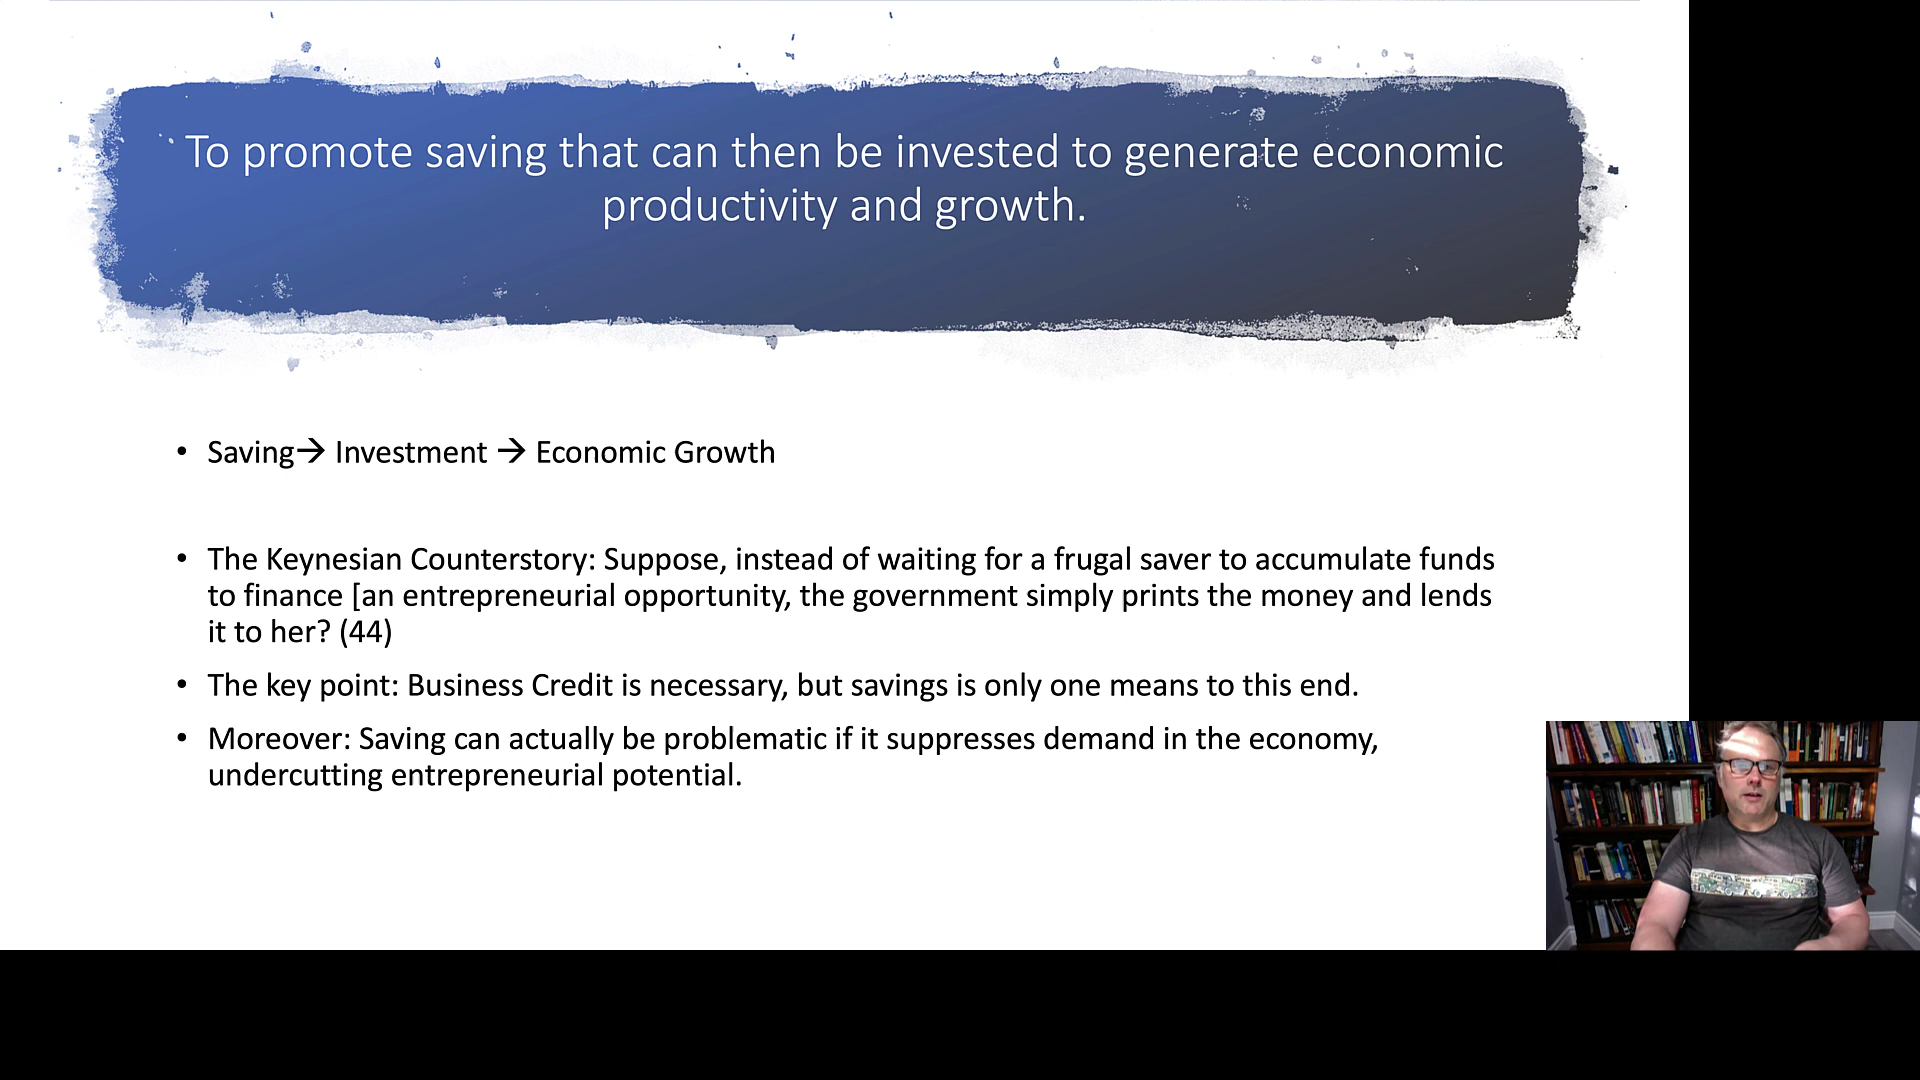 To promote saving that can then be invested to generate economic
productivity and growth.
• Saving→ Investment → Economic Growth
• The Keynesian Counterstory: Suppose, instead of waiting for a frugal saver to accumulate funds
to finance [an entrepreneurial opportunity, the government simply prints the money and lends
it to her? (44)
• The key point: Business Credit is necessary, but savings is only one means to this end.
• Moreover: Saving can actually be problematic if it suppresses demand in the economy,
undercutting entrepreneurial potential.